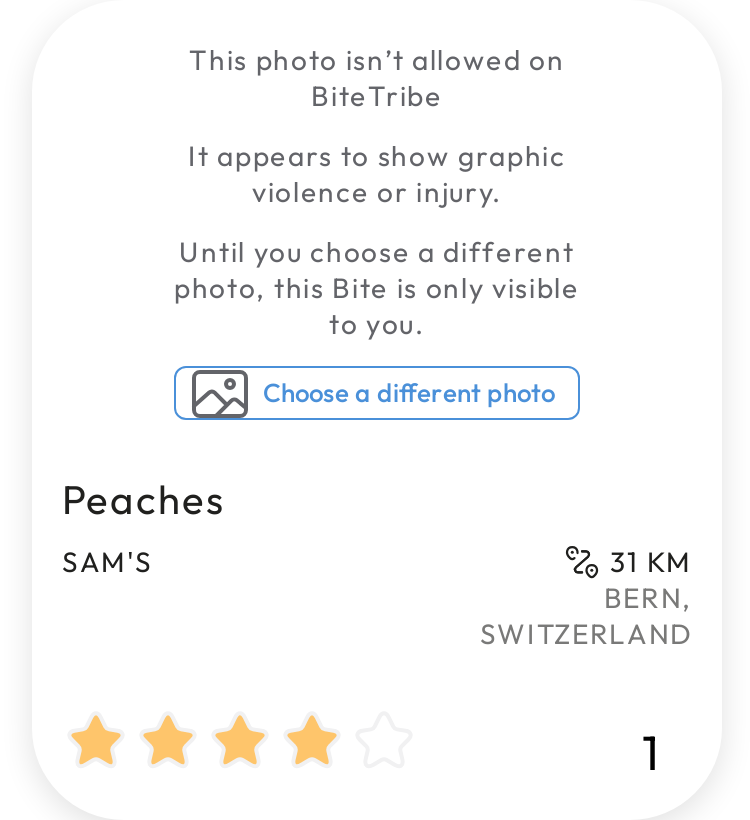 This photo isn’t allowed on
BiteTribe
It appears to show graphic
violence or injury.
Until you choose a different
photo, this Bite is only visible
to you.
Choose a different photo
Peaches
SAM'S
31 KM
BERN,
SWITZERLAND
1